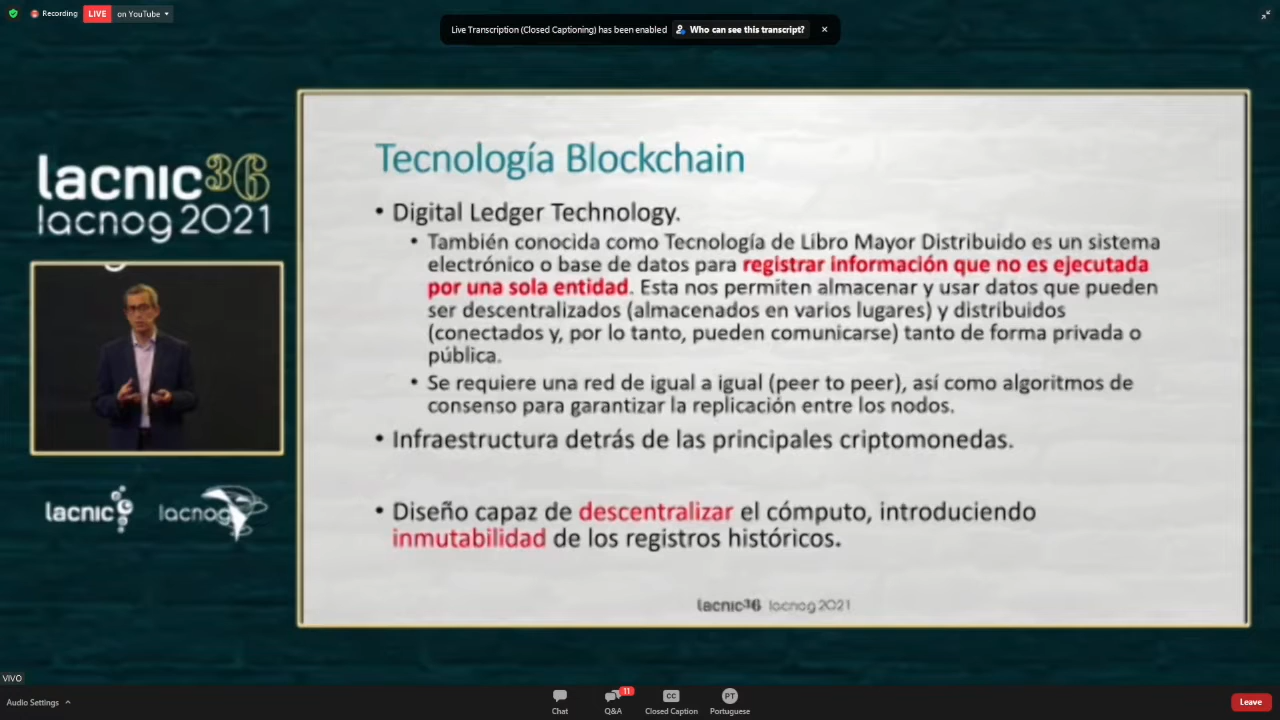 Recording LIVE on YouTube
Live Transcription (Closed Captioning) has been enabled Who can see this transcript?
lacnic36
lacnog 2021
lacnic
lacnog
Tecnología Blockchain
• Digital Ledger Technology.
• También conocida como Tecnología de Libro Mayor Distribuido es un sistema
electrónico o base de datos para registrar información que no es ejecutada
por una sola entidad. Esta nos permiten almacenar y usar datos que pueden
ser descentralizados (almacenados en varios lugares) y distribuidos
(conectados y, por lo tanto, pueden comunicarse) tanto de forma privada o
pública.
• Se requiere una red de igual a igual (peer to peer), así como algoritmos de
consenso para garantizar la replicación entre los nodos.
• Infraestructura detrás de las principales criptomonedas.
• Diseño capaz de descentralizar el cómputo, introduciendo
inmutabilidad de los registros históricos.
lacnic36 lacnog 2021
VIVO
Audio Settings
Chat
11
Q&A
CC
Closed Caption
PT
Portuguese
Leave